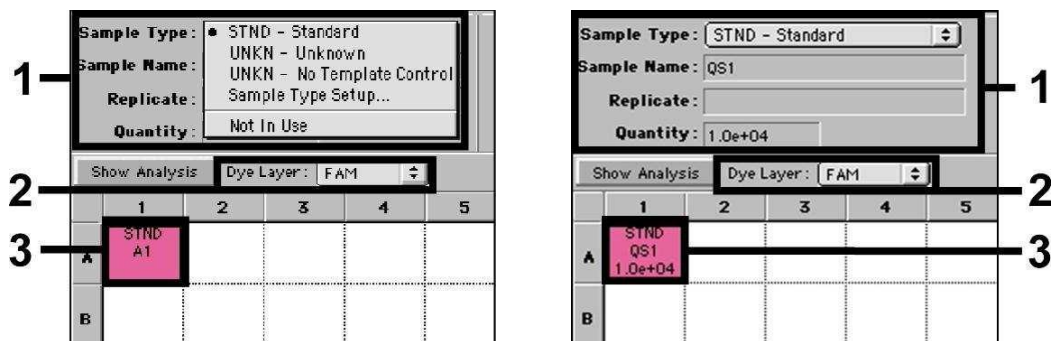 Sample Type:
• STND - Standard
UNKN - Unknown
Sample Name:
UNKN - No Template Control
Replicate:
Sample Type Setup...
Quantity:
Not In Use
1
Show Analysis Dye Layer: FAM
2
1 2 3 4 5
3
A
STND
A1
B
Sample Type: STND - Standard
Sample Name: QS1
Replicate:
Quantity: 1.0e+04
1
Show Analysis Dye Layer: FAM
2
1 2 3 4 5
A
STND
QS1
1.0e+04
3
B